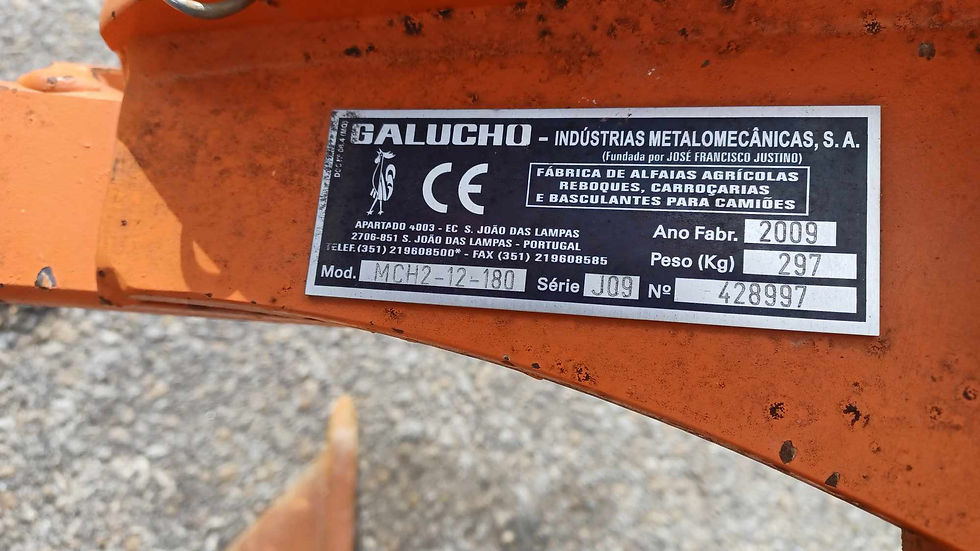 GALUCHO - INDÚSTRIAS METALOMECÂNICAS, S. A.
(Fundada por JOSÉ FRANCISCO JUSTINO)
CE
FÁBRICA DE ALFAIAS AGRÍCOLAS
REBOQUES, CARROÇARIAS
E BASCULANTES PARA CAMIÕES
APARTADO 4003 - EC S. JOÃO DAS LAMPAS
2706-851 S. JOÃO DAS LAMPAS - PORTUGAL
TELEF. (351) 219608500* - FAX (351) 219608585
Ano Fabr. 2009
Peso (Kg) 297
Mod. MCH2-12-180 Série J09 Nº 428997